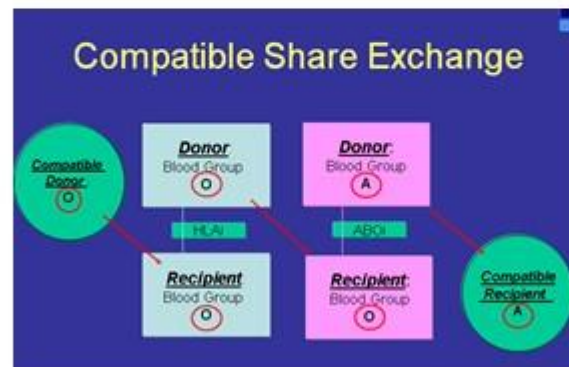 Compatible Share Exchange
Compatible
Donor:
O
Donor
Blood Group
O
Donor:
Blood Group
A
HLAi
ABOi
Recipient
Blood Group
O
Recipient:
Blood Group
O
Compatible
Recipient
A